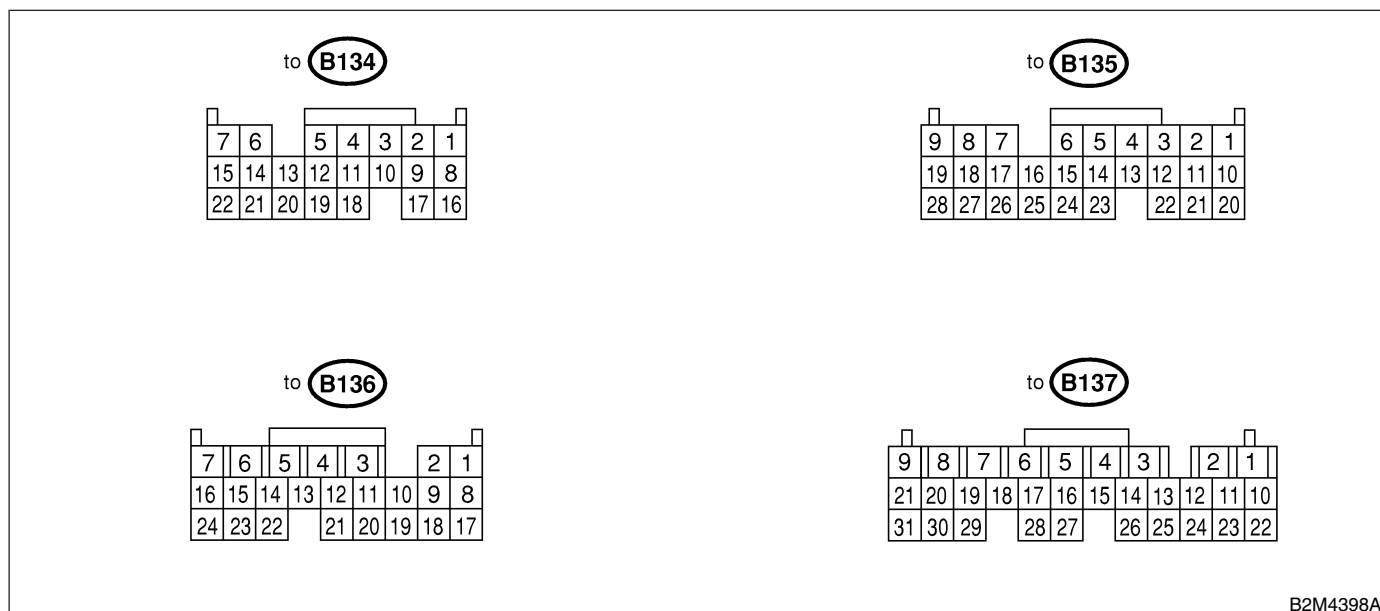 to B134
7 6 5 4 3 2 1
15 14 13 12 11 10 9 8
22 21 20 19 18 17 16
to B135
9 8 7 6 5 4 3 2 1
19 18 17 16 15 14 13 12 11 10
28 27 26 25 24 23 22 21 20
to B136
7 6 5 4 3 2 1
16 15 14 13 12 11 10 9 8
24 23 22 21 20 19 18 17
to B137
9 8 7 6 5 4 3 2 1
21 20 19 18 17 16 15 14 13 12 11 10
31 30 29 28 27 26 25 24 23 22
B2M4398A